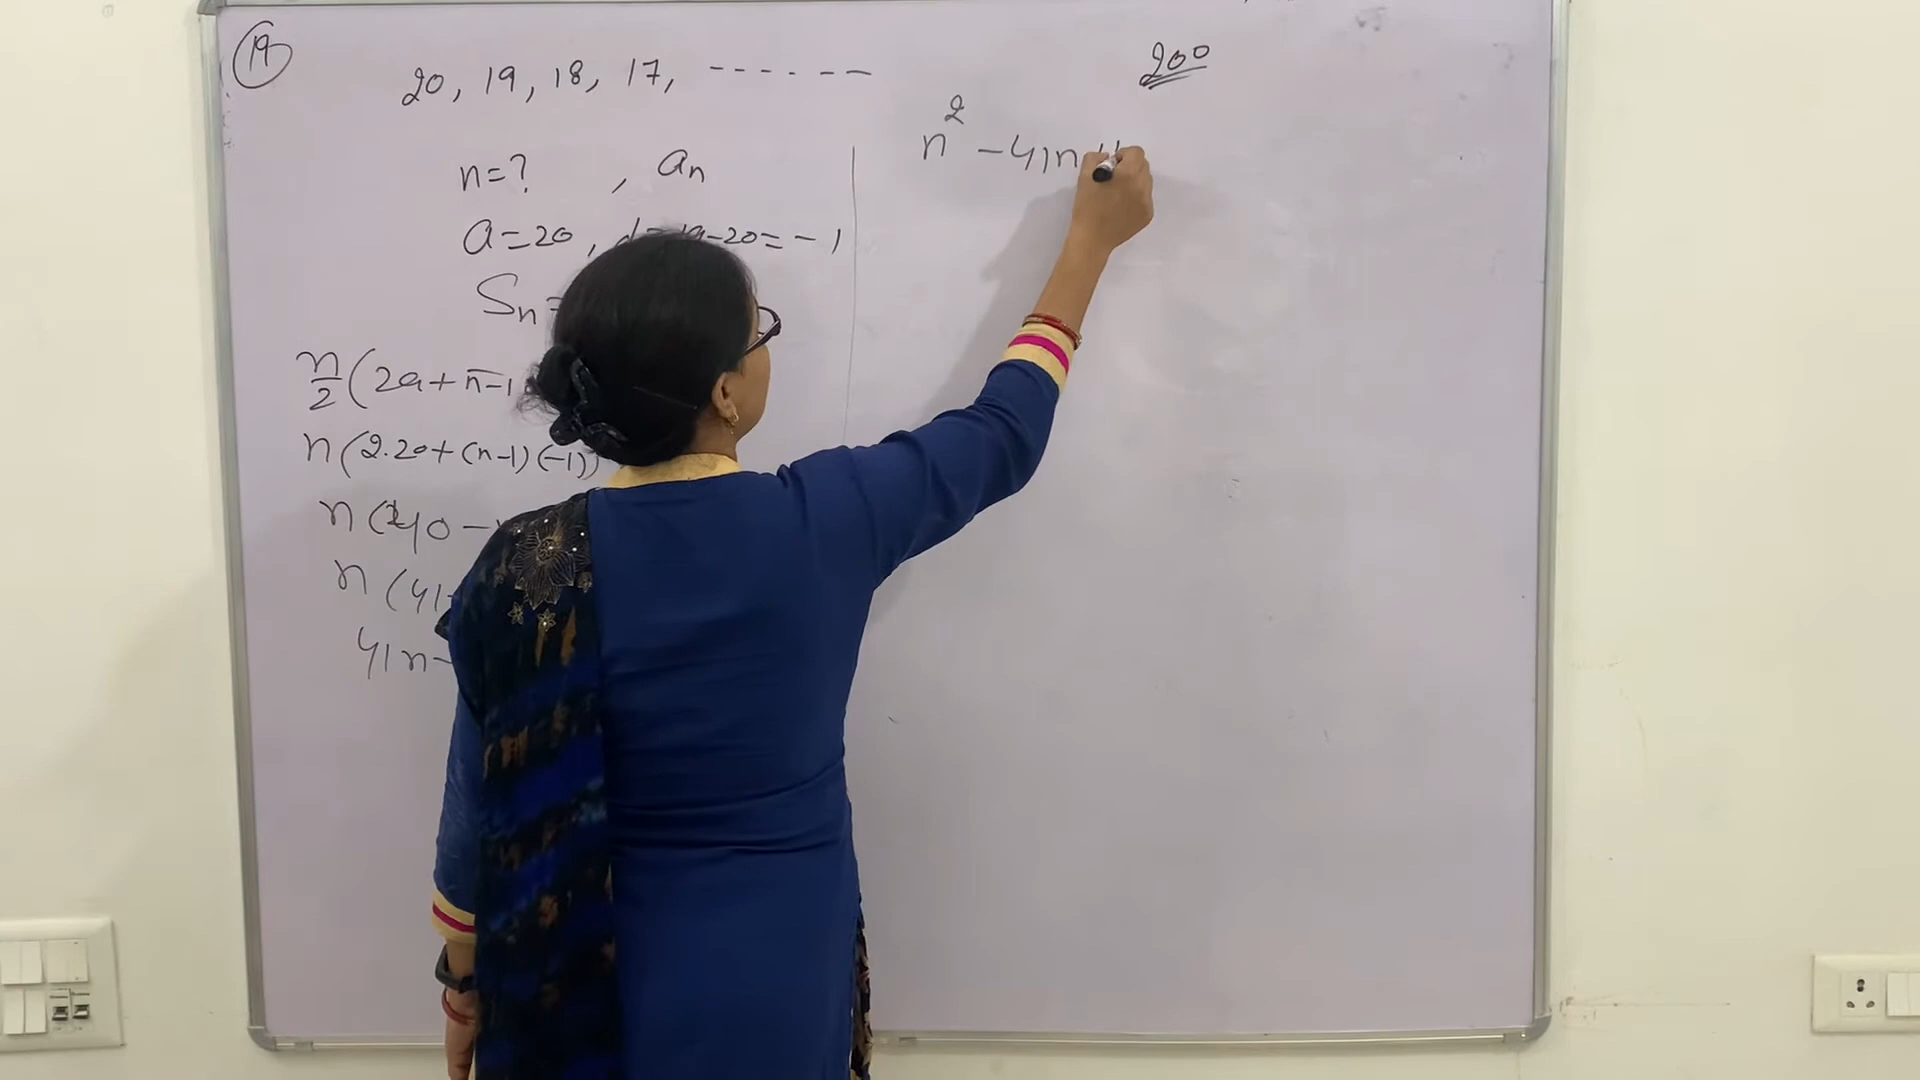 19
20, 19, 18, 17, ------
200
n=? , an
a=20, d=19-20=-1
Sn=
n/2(2a+n-1
n(2.20+(n-1)(-1))
n(40-
n(41-
41n-
n² -41n +